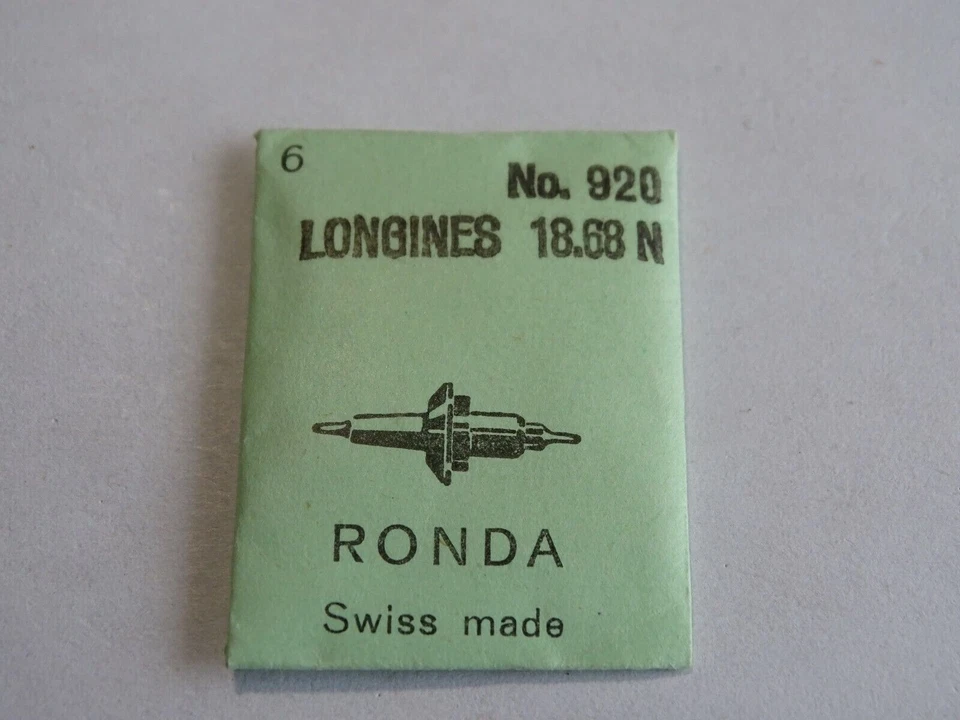 6
No. 920
LONGINES 18.68 N
RONDA
Swiss made